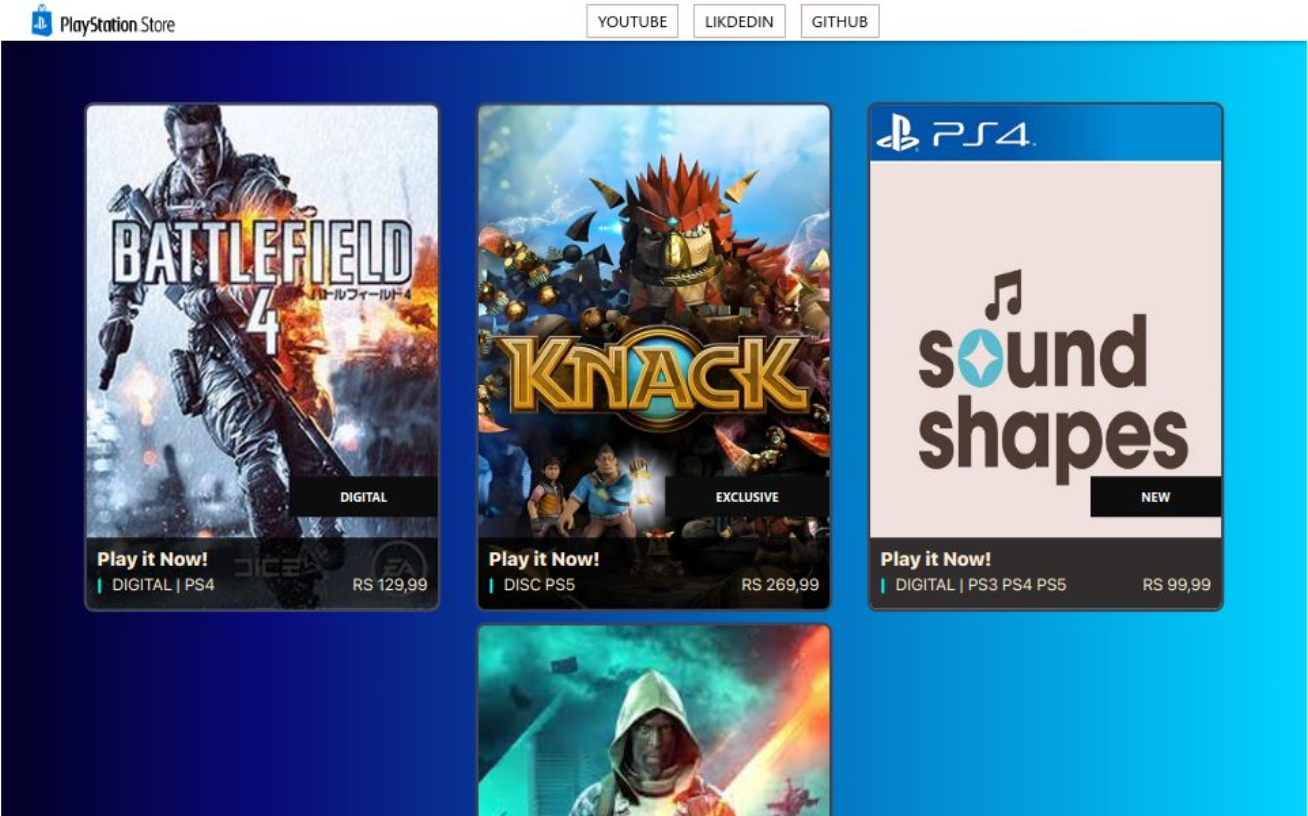 PlayStation Store
YOUTUBE
LIKDEDIN
GITHUB
BATTLEFIELD
バトルフィールド4
4
DIGITAL
Play it Now!
DICE
EA
DIGITAL | PS4
RS 129,99
KNACK
EXCLUSIVE
Play it Now!
DISC PS5
RS 269,99
PS4
sound
shapes
NEW
Play it Now!
DIGITAL | PS3 PS4 PS5
RS 99,99